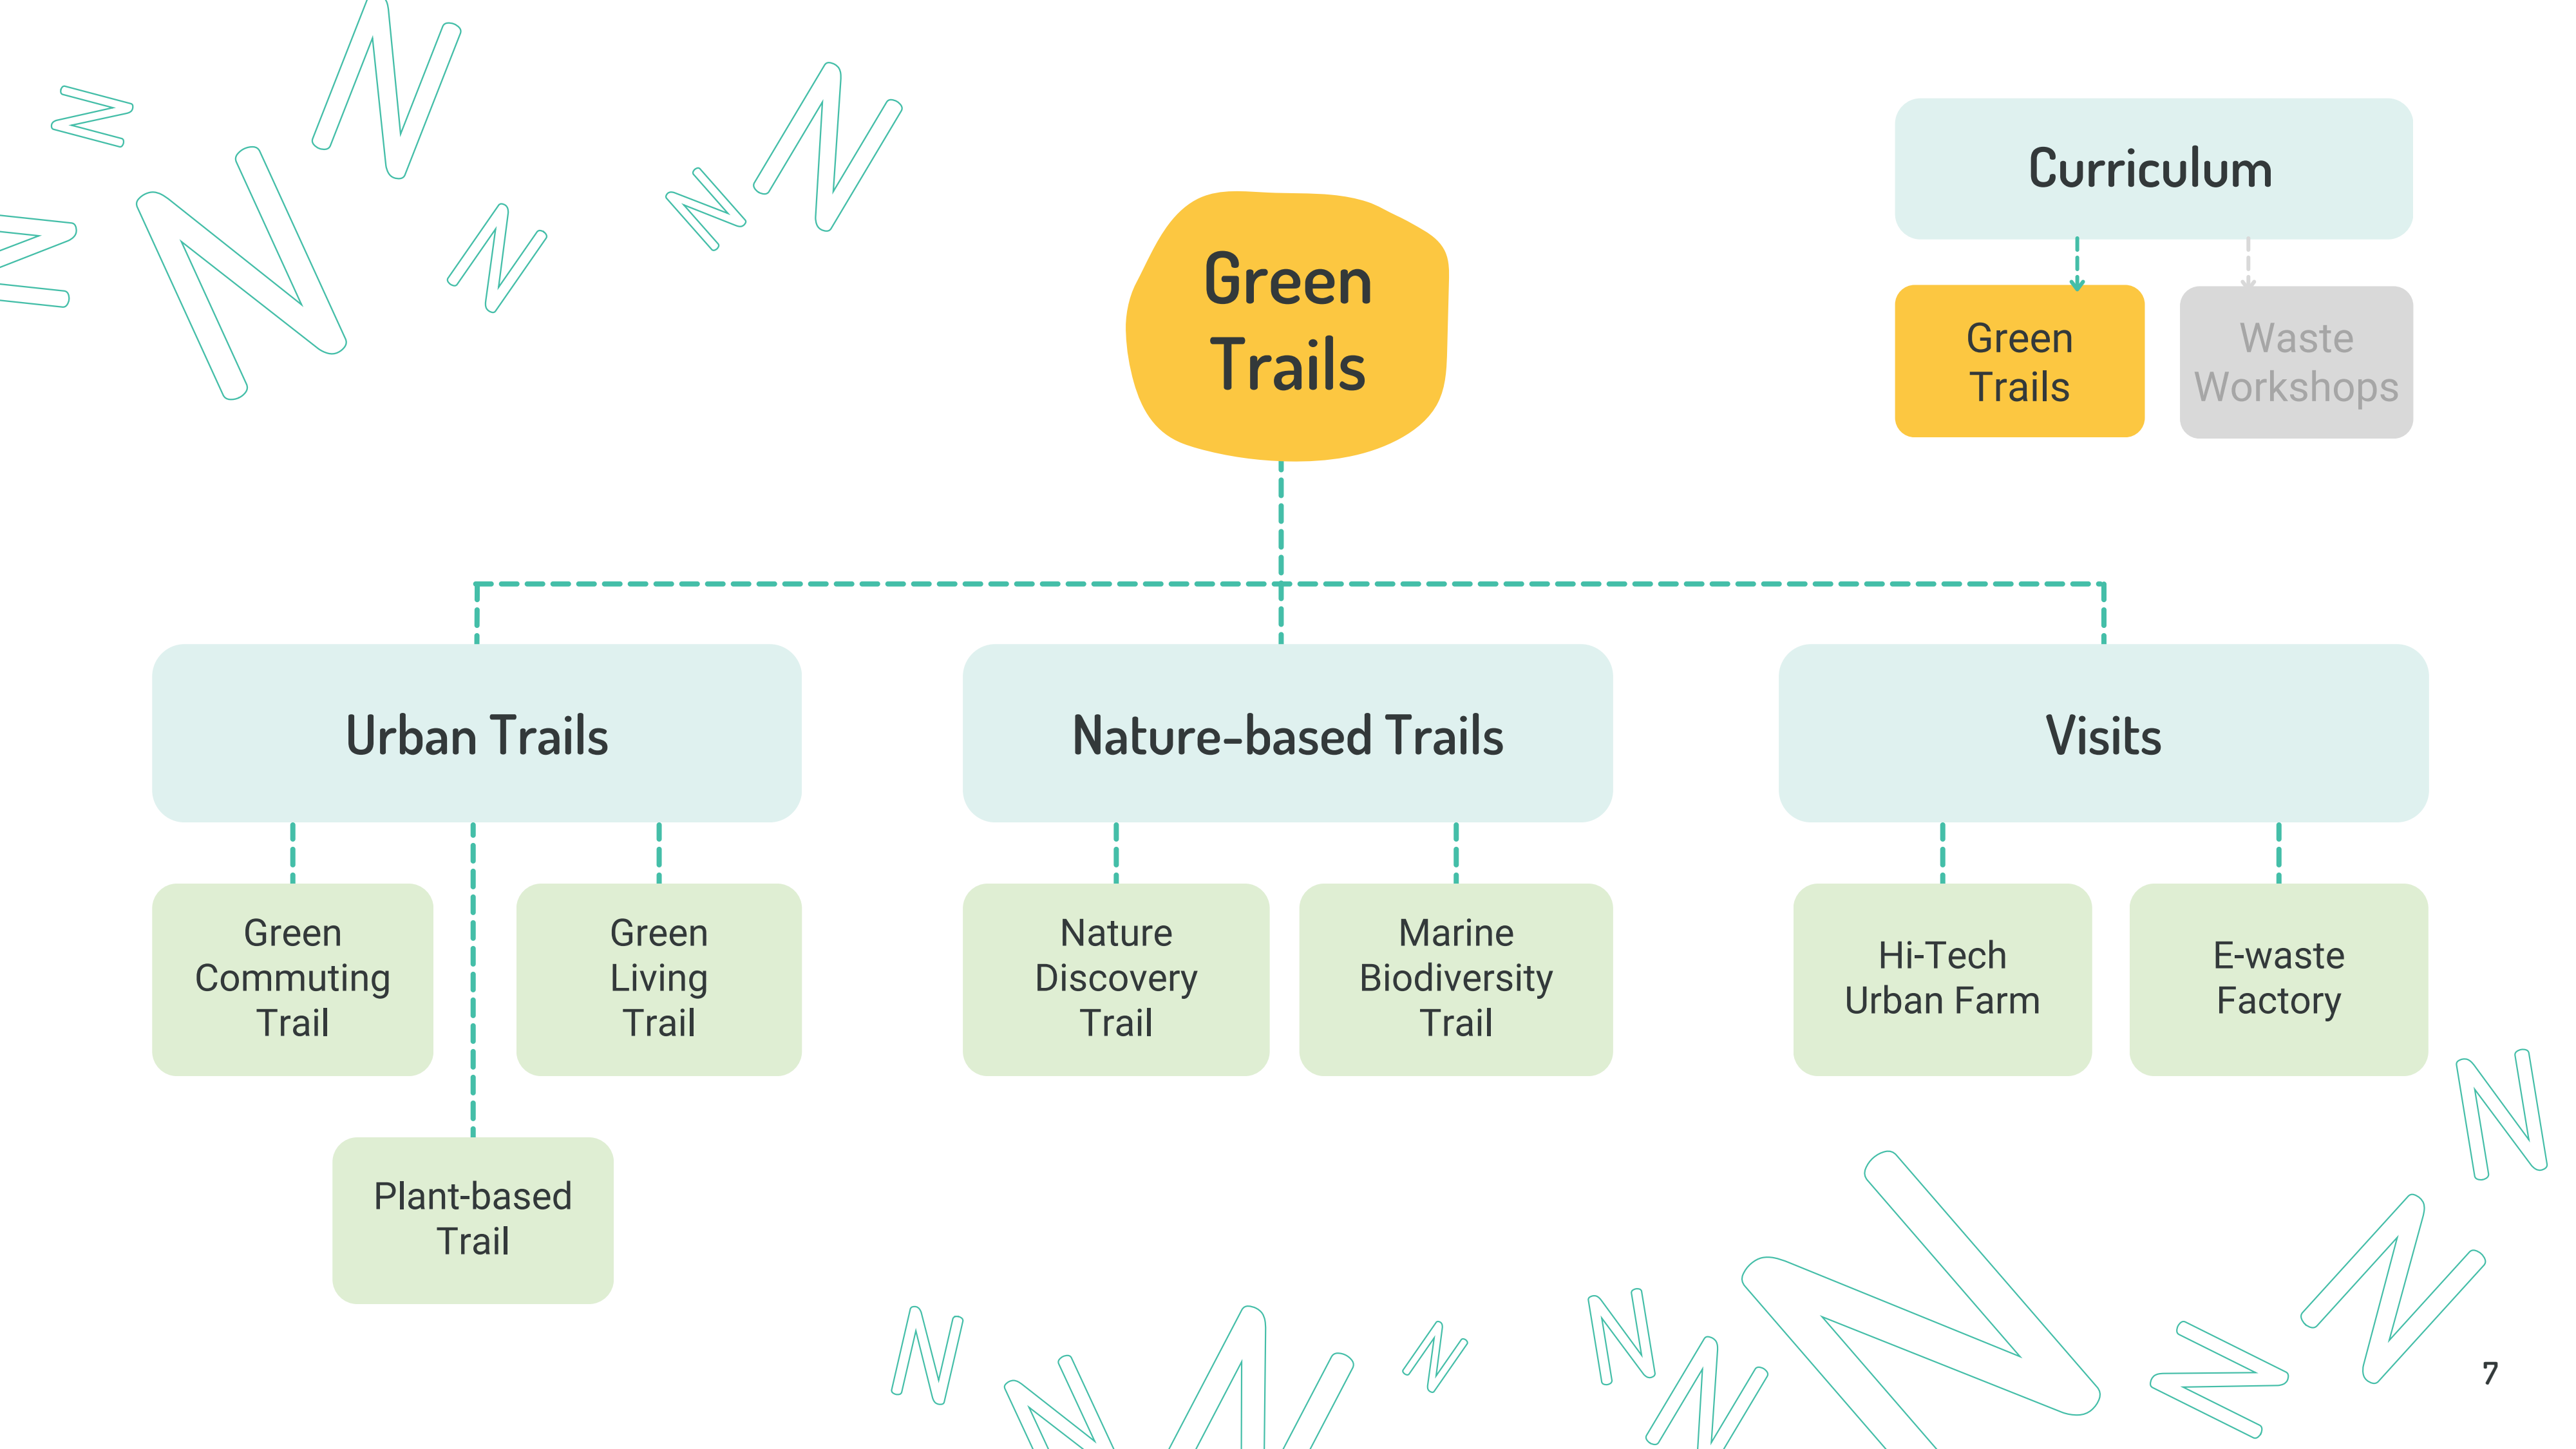 Curriculum
Green
Trails
Waste
Workshops
Green
Trails
Urban Trails
Nature-based Trails
Visits
Green
Commuting
Trail
Green
Living
Trail
Plant-based
Trail
Nature
Discovery
Trail
Marine
Biodiversity
Trail
Hi-Tech
Urban Farm
E-waste
Factory
7